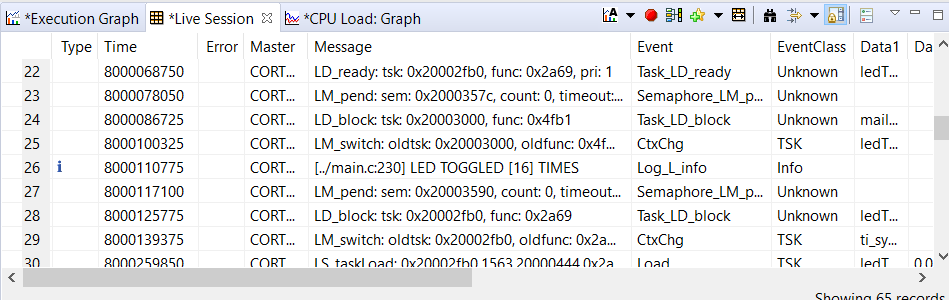 *Execution Graph *Live Session *CPU Load: Graph
Type Time Error Master Message Event EventClass Data1 Da
22 8000068750 CORT... LD_ready: tsk: 0x20002fb0, func: 0x2a69, pri: 1 Task_LD_ready Unknown ledT...
23 8000078050 CORT... LM_pend: sem: 0x2000357c, count: 0, timeout:... Semaphore_LM_p... Unknown
24 8000086725 CORT... LD_block: tsk: 0x20003000, func: 0x4fb1 Task_LD_block Unknown mail...
25 8000100325 CORT... LM_switch: oldtsk: 0x20003000, oldfunc: 0x4f... CtxChg TSK ledT...
26 i 8000110775 CORT... [../main.c:230] LED TOGGLED [16] TIMES Log_L_info Info
27 8000117100 CORT... LM_pend: sem: 0x20003590, count: 0, timeout:... Semaphore_LM_p... Unknown
28 8000125775 CORT... LD_block: tsk: 0x20002fb0, func: 0x2a69 Task_LD_block Unknown ledT...
29 8000139375 CORT... LM_switch: oldtsk: 0x20002fb0, oldfunc: 0x2a... CtxChg TSK ti_sy...
30 8000259850 CORT... LS_taskLoad: 0x20002fb0,1563,20000444,0x2a... Load TSK ledT... 0.0
Showing 65 records